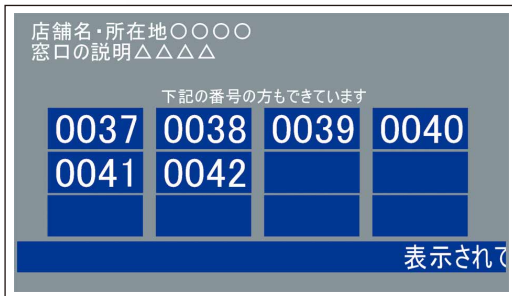 店舗名・所在地〇〇〇〇
窓口の説明△△△△
下記の番号の方もできています
0037 0038 0039 0040
0041 0042
表示されて